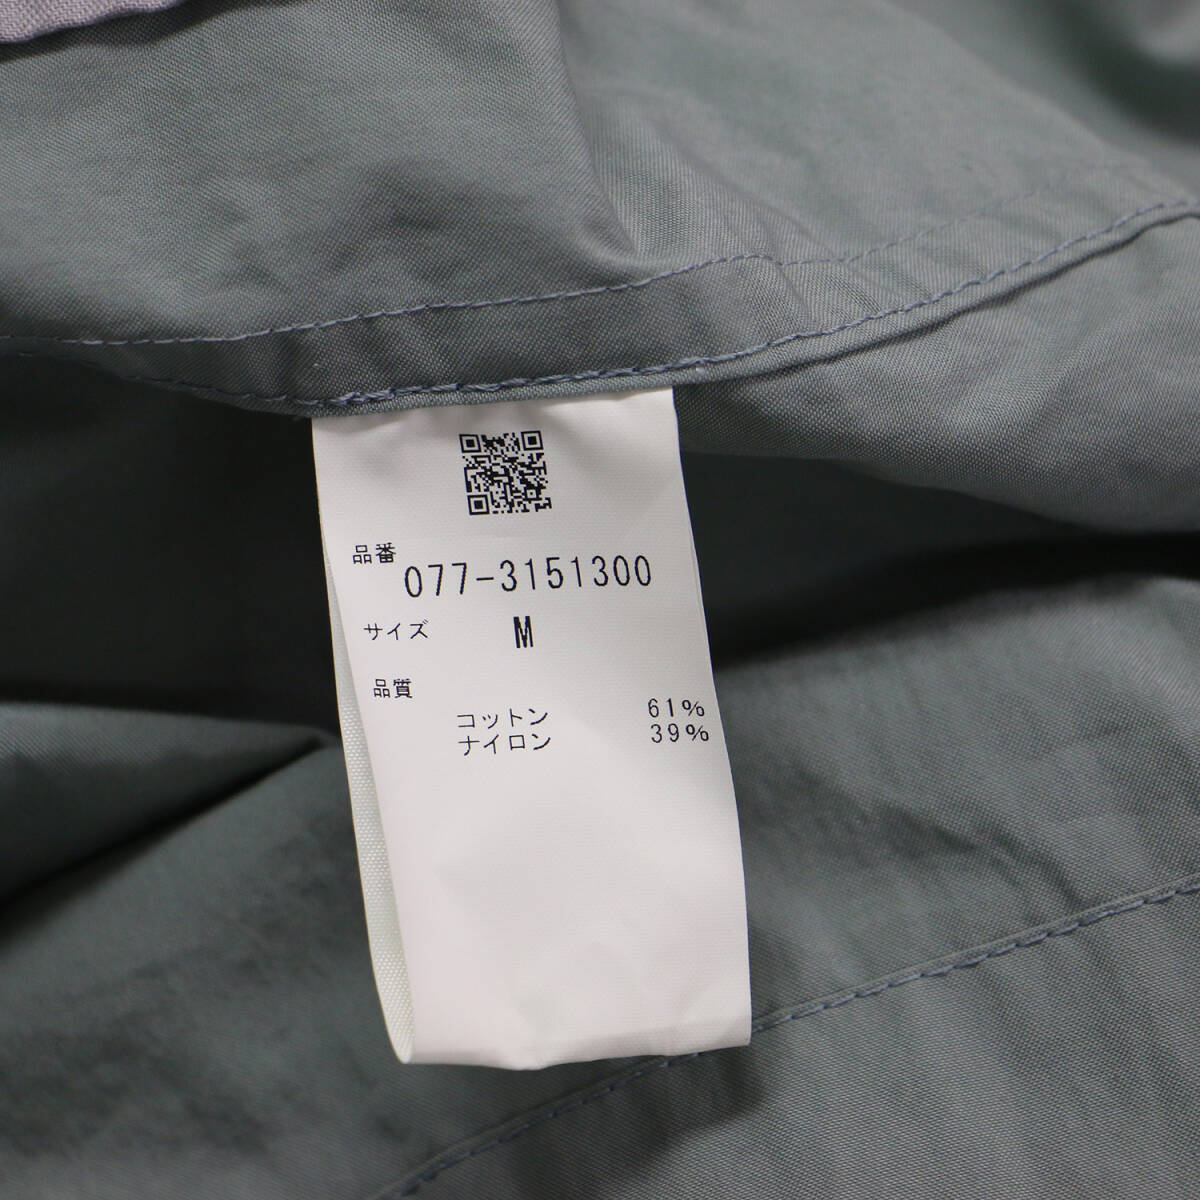 品番
077-3151300
サイズ M
品質
コットン 61%
ナイロン 39%